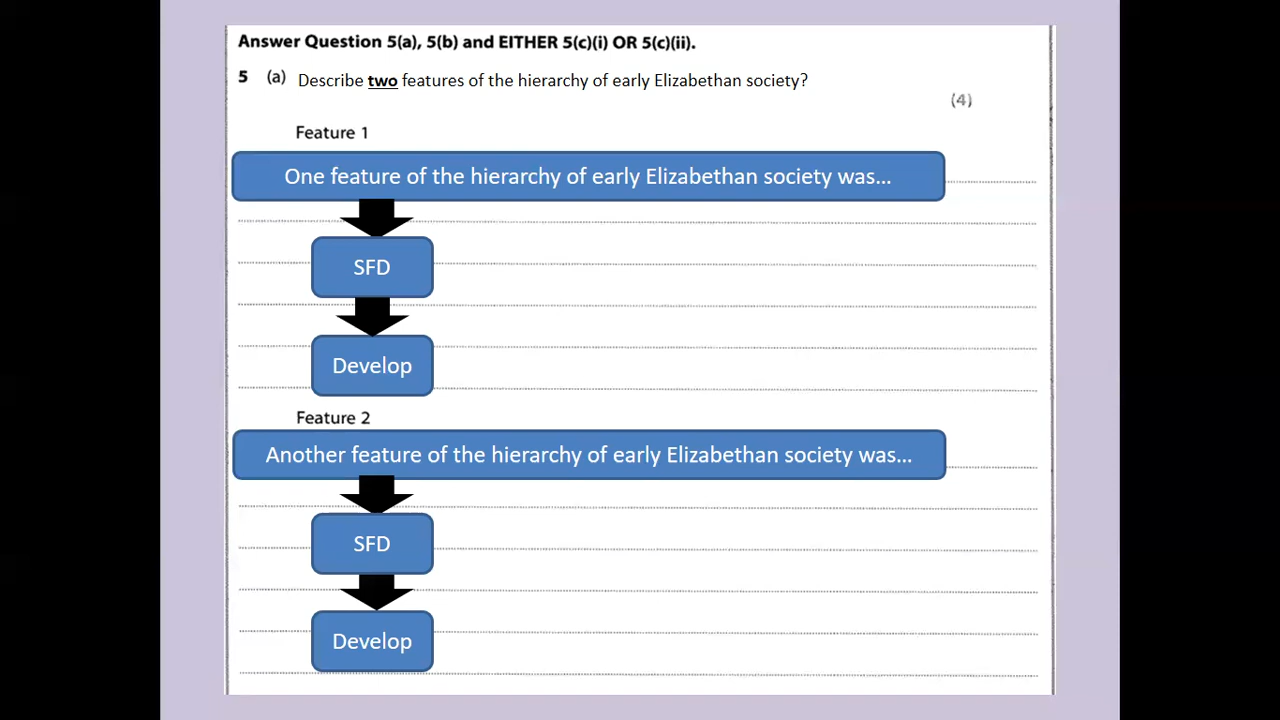 Answer Question 5(a), 5(b) and EITHER 5(c)(i) OR 5(c)(ii).
5 (a) Describe two features of the hierarchy of early Elizabethan society?
(4)
Feature 1
One feature of the hierarchy of early Elizabethan society was...
SFD
Develop
Feature 2
Another feature of the hierarchy of early Elizabethan society was...
SFD
Develop